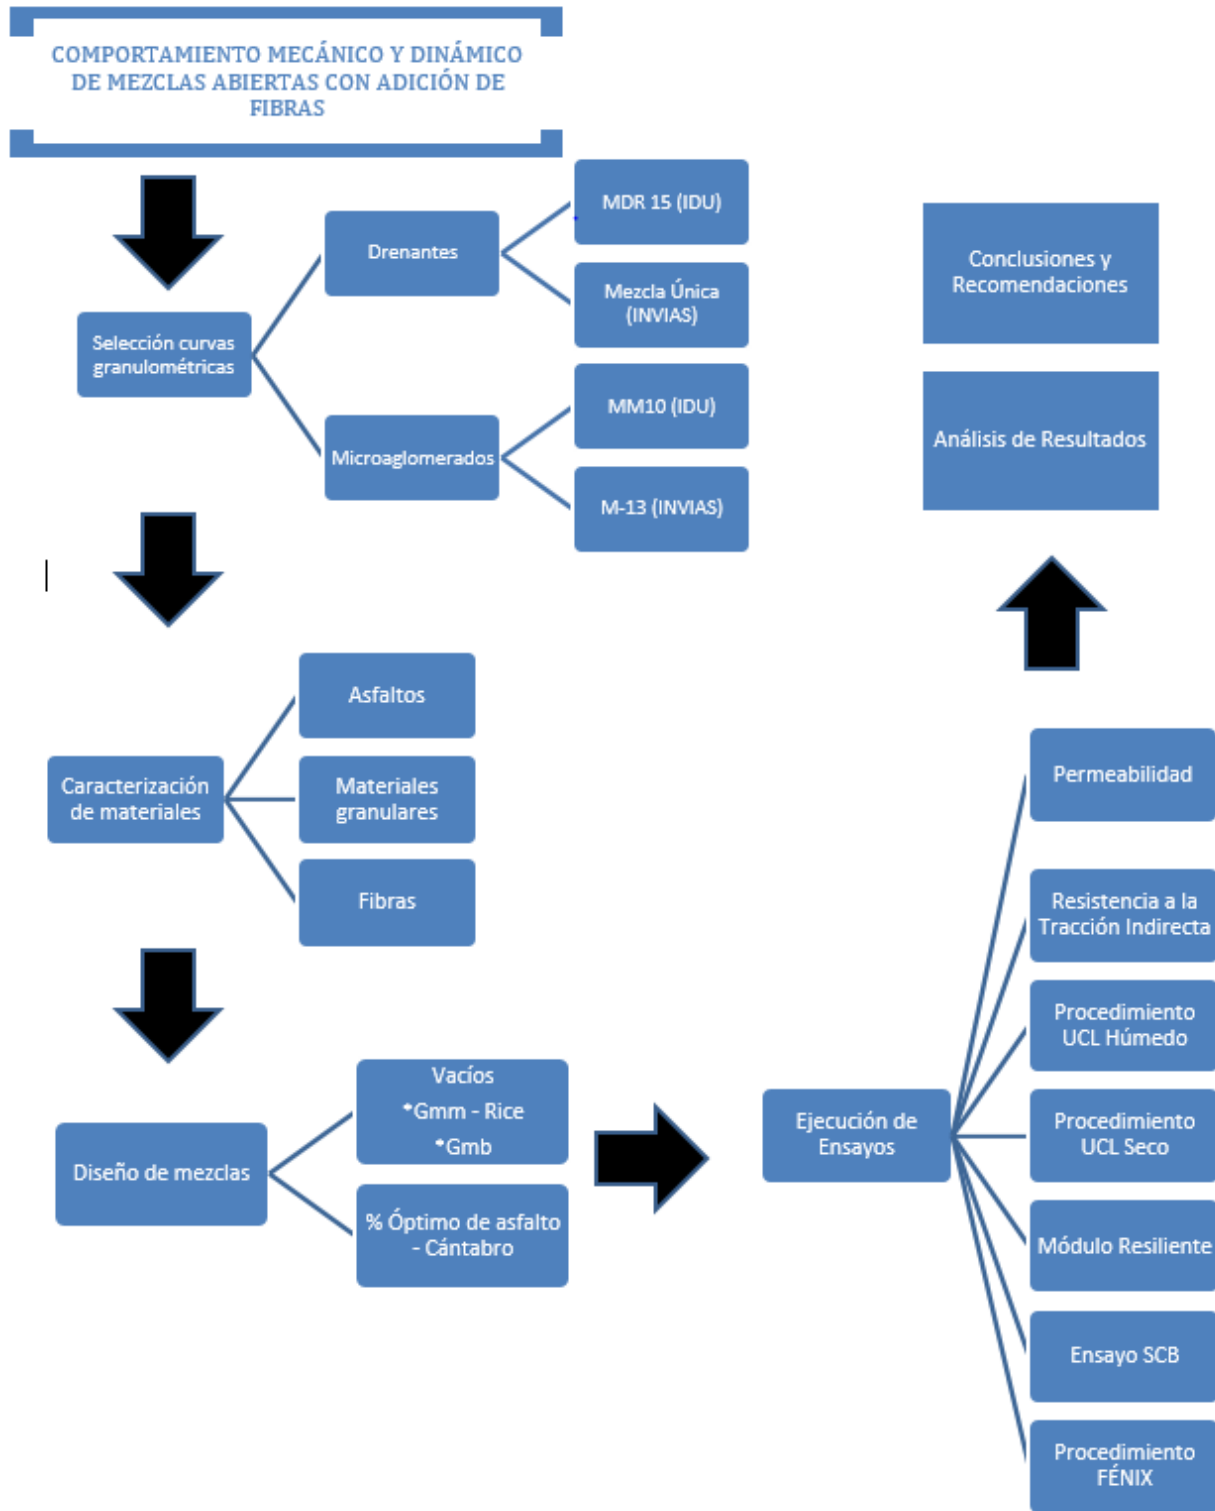 COMPORTAMIENTO MECÁNICO Y DINÁMICO
DE MEZCLAS ABIERTAS CON ADICIÓN DE
FIBRAS
Selección curvas
granulométricas
Drenantes
MDR 15 (IDU)
Mezcla Única
(INVIAS)
Microaglomerados
MM10 (IDU)
M-13 (INVIAS)
Caracterización
de materiales
Asfaltos
Materiales
granulares
Fibras
Diseño de mezclas
Vacíos
*Gmm - Rice
*Gmb
% Óptimo de asfalto
- Cántabro
Ejecución de
Ensayos
Permeabilidad
Resistencia a la
Tracción Indirecta
Procedimiento
UCL Húmedo
Procedimiento
UCL Seco
Módulo Resiliente
Ensayo SCB
Procedimiento
FÉNIX
Análisis de Resultados
Conclusiones y
Recomendaciones